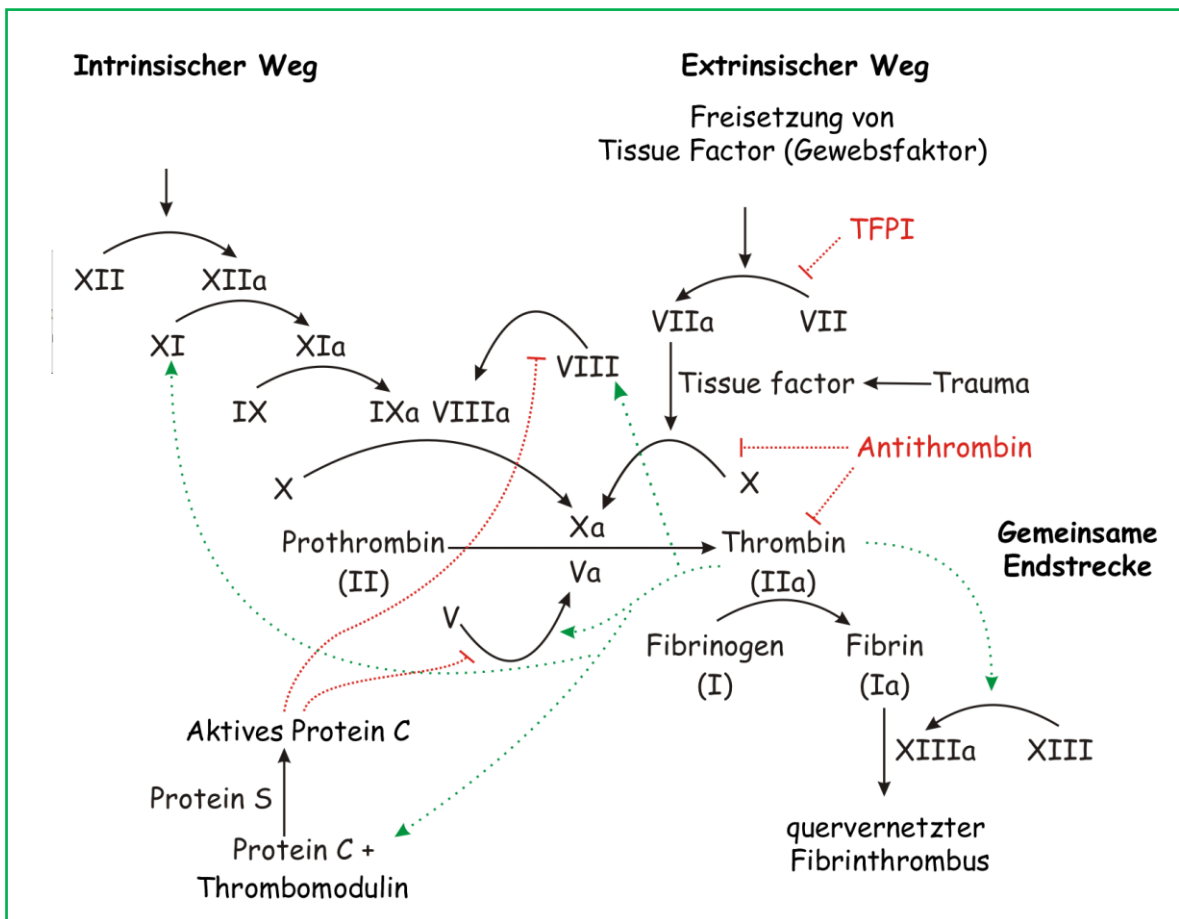 Intrinsischer Weg
Extrinsischer Weg
Freisetzung von
Tissue Factor (Gewebsfaktor)
TFPI
XII
XIIa
VIIa
VII
XI
XIa
VIII
Tissue factor
Trauma
IX
IXa
VIIIa
Antithrombin
X
X
Xa
Prothrombin
(II)
Thrombin
(IIa)
Gemeinsame
Endstrecke
Va
V
Fibrinogen
(I)
Fibrin
(Ia)
Aktives Protein C
XIIIa
XIII
Protein S
Protein C +
Thrombomodulin
quervernetzter
Fibrinthrombus